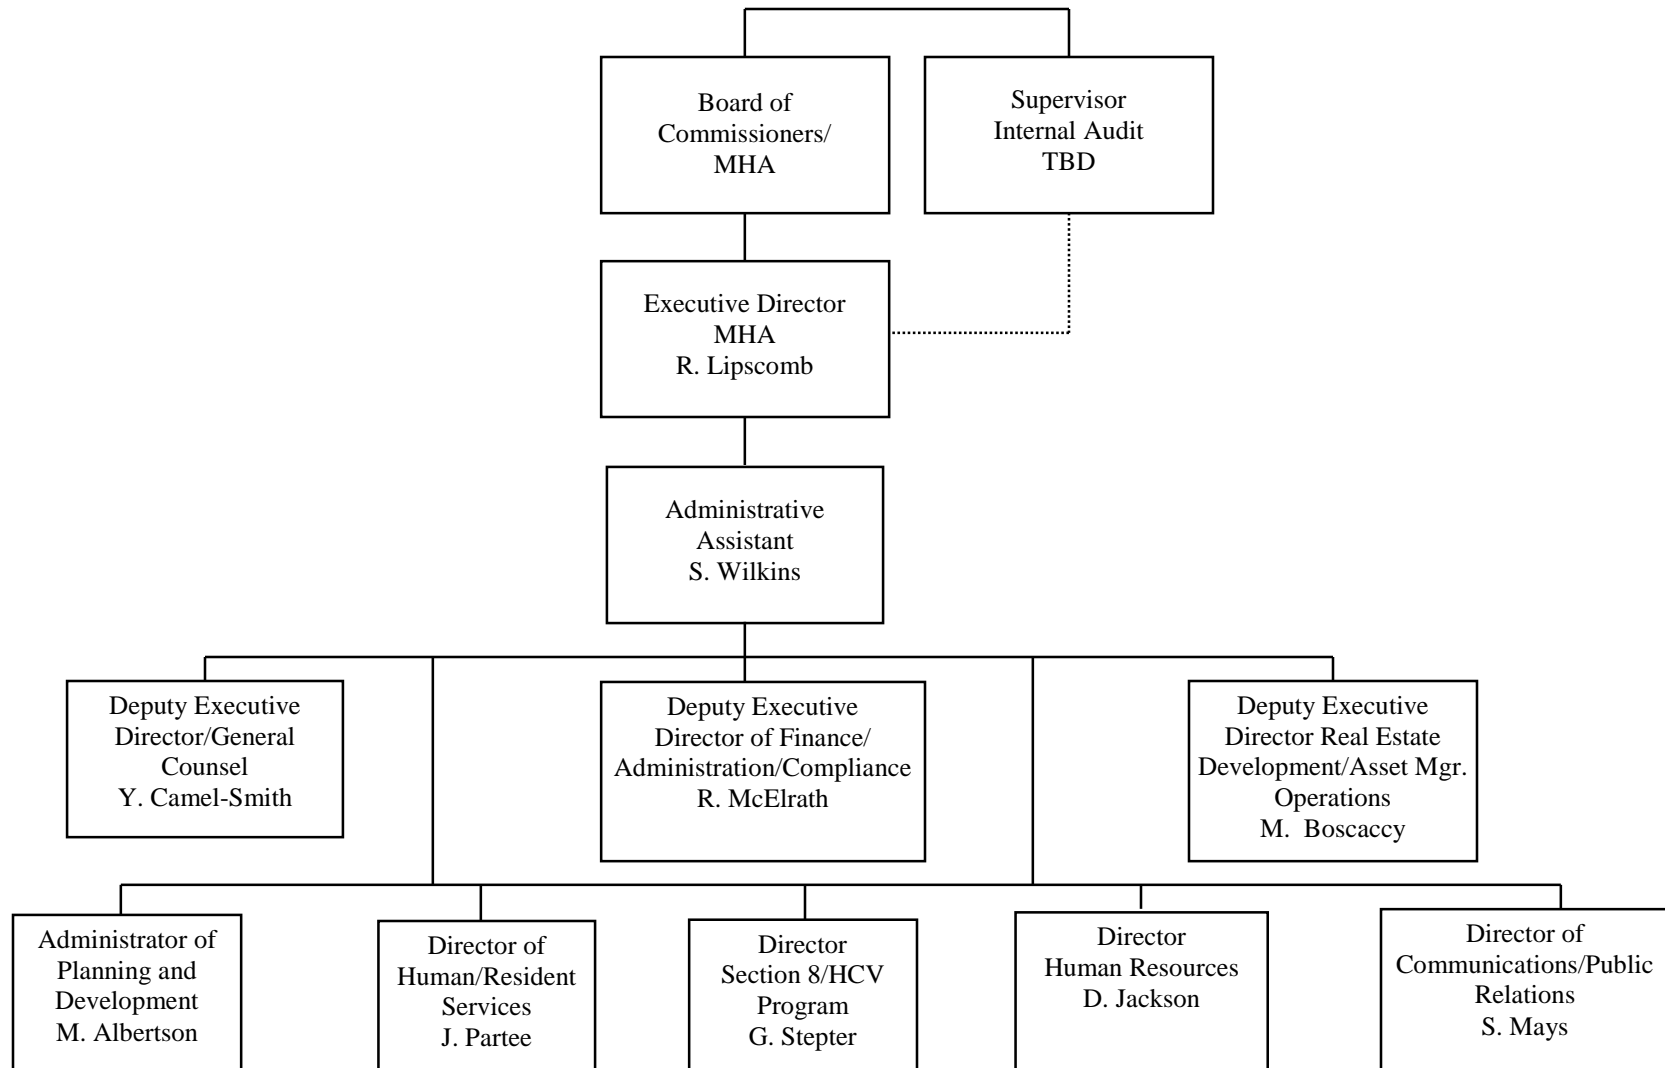 Board of
Commissioners/
MHA
Supervisor
Internal Audit
TBD
Executive Director
MHA
R. Lipscomb
Administrative
Assistant
S. Wilkins
Deputy Executive
Director/General
Counsel
Y. Camel-Smith
Deputy Executive
Director of Finance/
Administration/Compliance
R. McElrath
Deputy Executive
Director Real Estate
Development/Asset Mgr.
Operations
M. Boscaccy
Administrator of
Planning and
Development
M. Albertson
Director of
Human/Resident
Services
J. Partee
Director
Section 8/HCV
Program
G. Stepter
Director
Human Resources
D. Jackson
Director of
Communications/Public
Relations
S. Mays